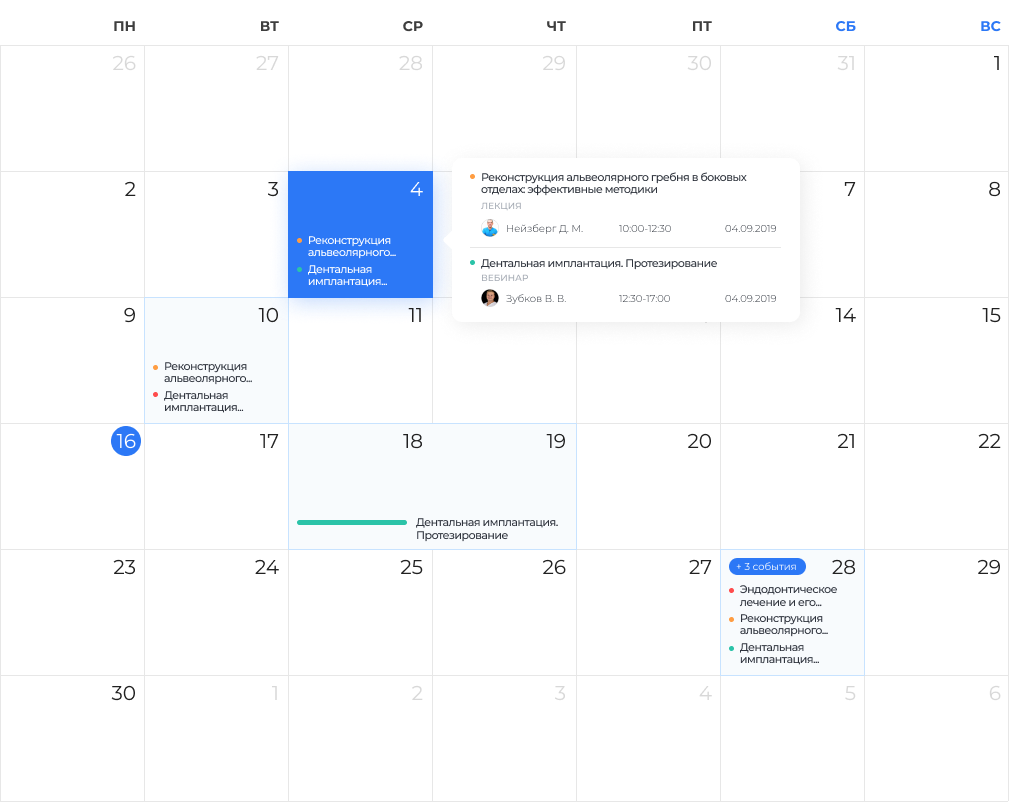 ПН ВТ СР ЧТ ПТ СБ ВС
26 27 28 29 30 31 1
2 3 4 7 8
Реконструкция
альвеолярного...
Дентальная
имплантация...
Реконструкция альвеолярного гребня в боковых
отделах: эффективные методики
ЛЕКЦИЯ
Нейзберг Д. М. 10:00-12:30 04.09.2019
Дентальная имплантация. Протезирование
ВЕБИНАР
Зубков В. В. 12:30-17:00 04.09.2019
9 10 11 14 15
Реконструкция
альвеолярного...
Дентальная
имплантация...
16 17 18 19 20 21 22
Дентальная имплантация.
Протезирование
23 24 25 26 27 28 29
+ 3 события
Эндодонтическое
лечение и его...
Реконструкция
альвеолярного...
Дентальная
имплантация...
30 1 2 3 4 5 6